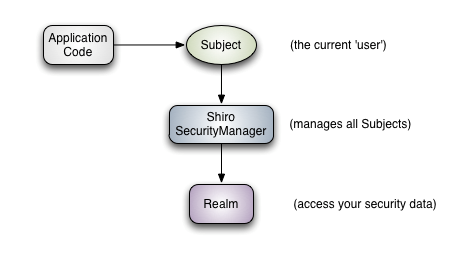 Application
Code
Subject
(the current 'user')
Shiro
SecurityManager
(manages all Subjects)
Realm
(access your security data)